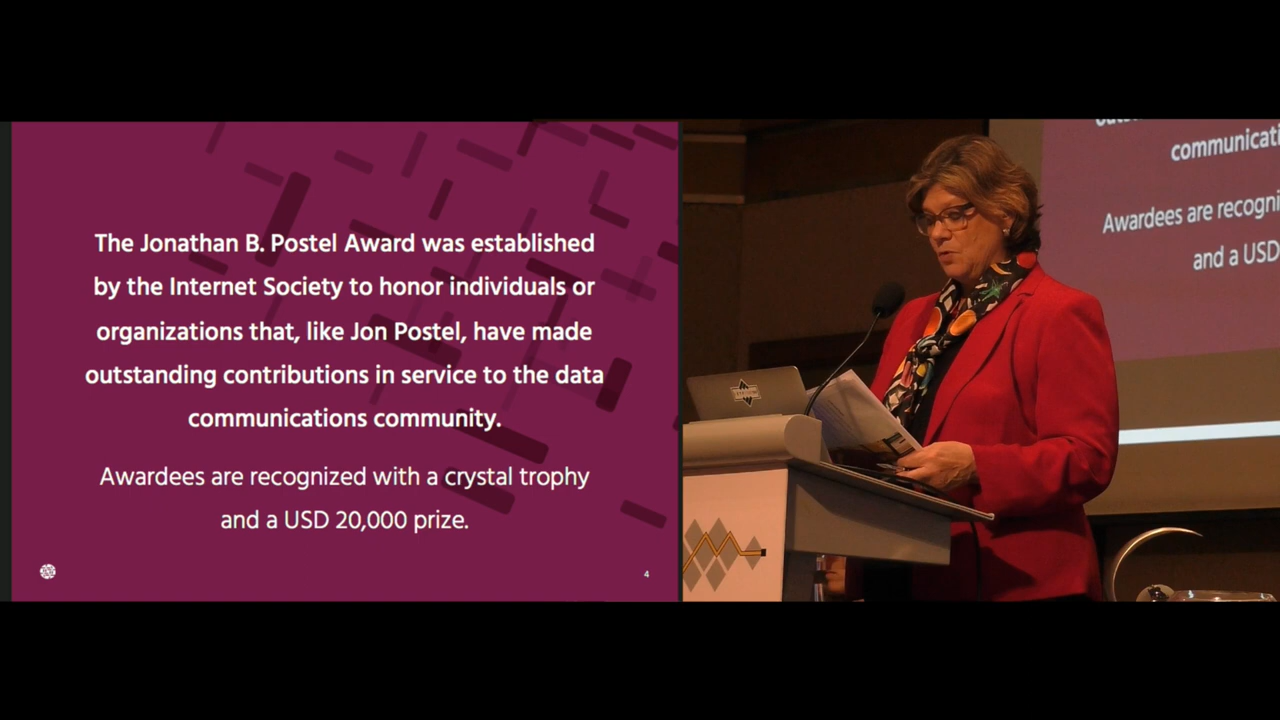 The Jonathan B. Postel Award was established
by the Internet Society to honor individuals or
organizations that, like Jon Postel, have made
outstanding contributions in service to the data
communications community.
Awardees are recognized with a crystal trophy
and a USD 20,000 prize.
4
communicati
Awardees are recogni
and a USD